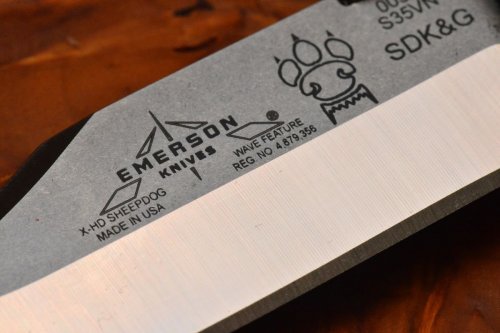 EMERSON
KNIVES
X-HD SHEEPDOG
MADE IN USA
®
WAVE FEATURE
REG NO 4,879,356
S35VN
SDK&G